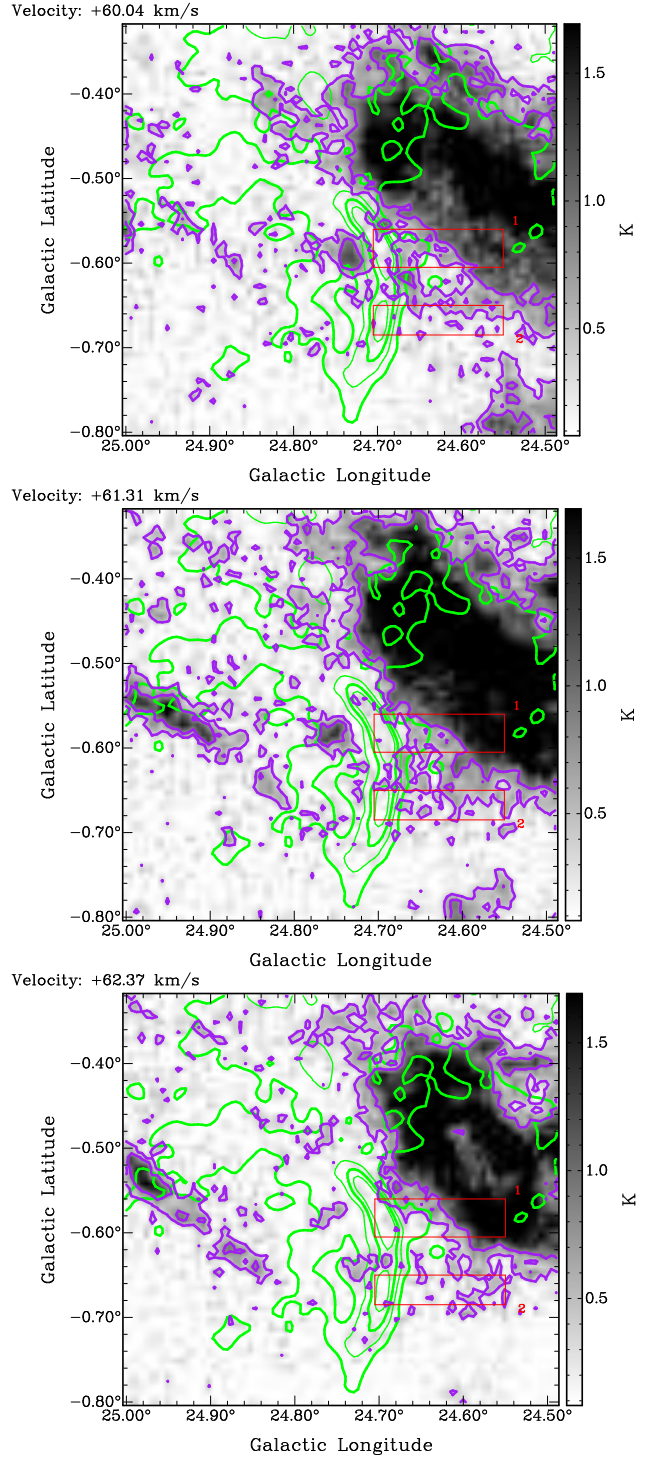 Velocity: +60.04 km/s
−0.40°
−0.50°
−0.60°
−0.70°
−0.80°
Galactic Latitude
1
2
1.5
1.0
0.5
K
25.00° 24.90° 24.80° 24.70° 24.60° 24.50°
Galactic Longitude
Velocity: +61.31 km/s
−0.40°
−0.50°
−0.60°
−0.70°
−0.80°
Galactic Latitude
1
2
1.5
1.0
0.5
K
25.00° 24.90° 24.80° 24.70° 24.60° 24.50°
Galactic Longitude
Velocity: +62.37 km/s
−0.40°
−0.50°
−0.60°
−0.70°
−0.80°
Galactic Latitude
1
2
1.5
1.0
0.5
K
25.00° 24.90° 24.80° 24.70° 24.60° 24.50°
Galactic Longitude